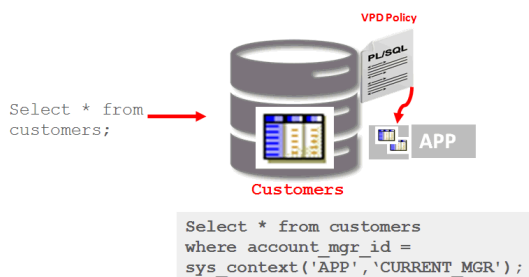 VPD Policy
PL/SQL
Select * from
customers;
APP
Customers
Select * from customers
where account_mgr_id =
sys_context('APP',‘CURRENT_MGR');